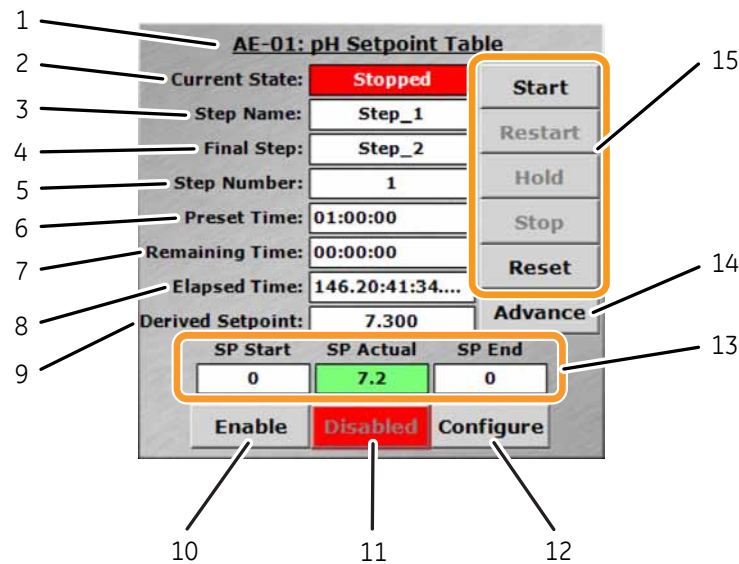 1
AE-01: pH Setpoint Table
2
Current State: Stopped
Start
15
3
Step Name: Step_1
Restart
4
Final Step: Step_2
5
Step Number: 1
Hold
6
Preset Time: 01:00:00
Stop
7
Remaining Time: 00:00:00
Reset
14
8
Elapsed Time: 146.20:41:34....
Advance
9
Derived Setpoint: 7.300
13
SP Start SP Actual SP End
0 7.2 0
Enable Disabled Configure
10 11 12